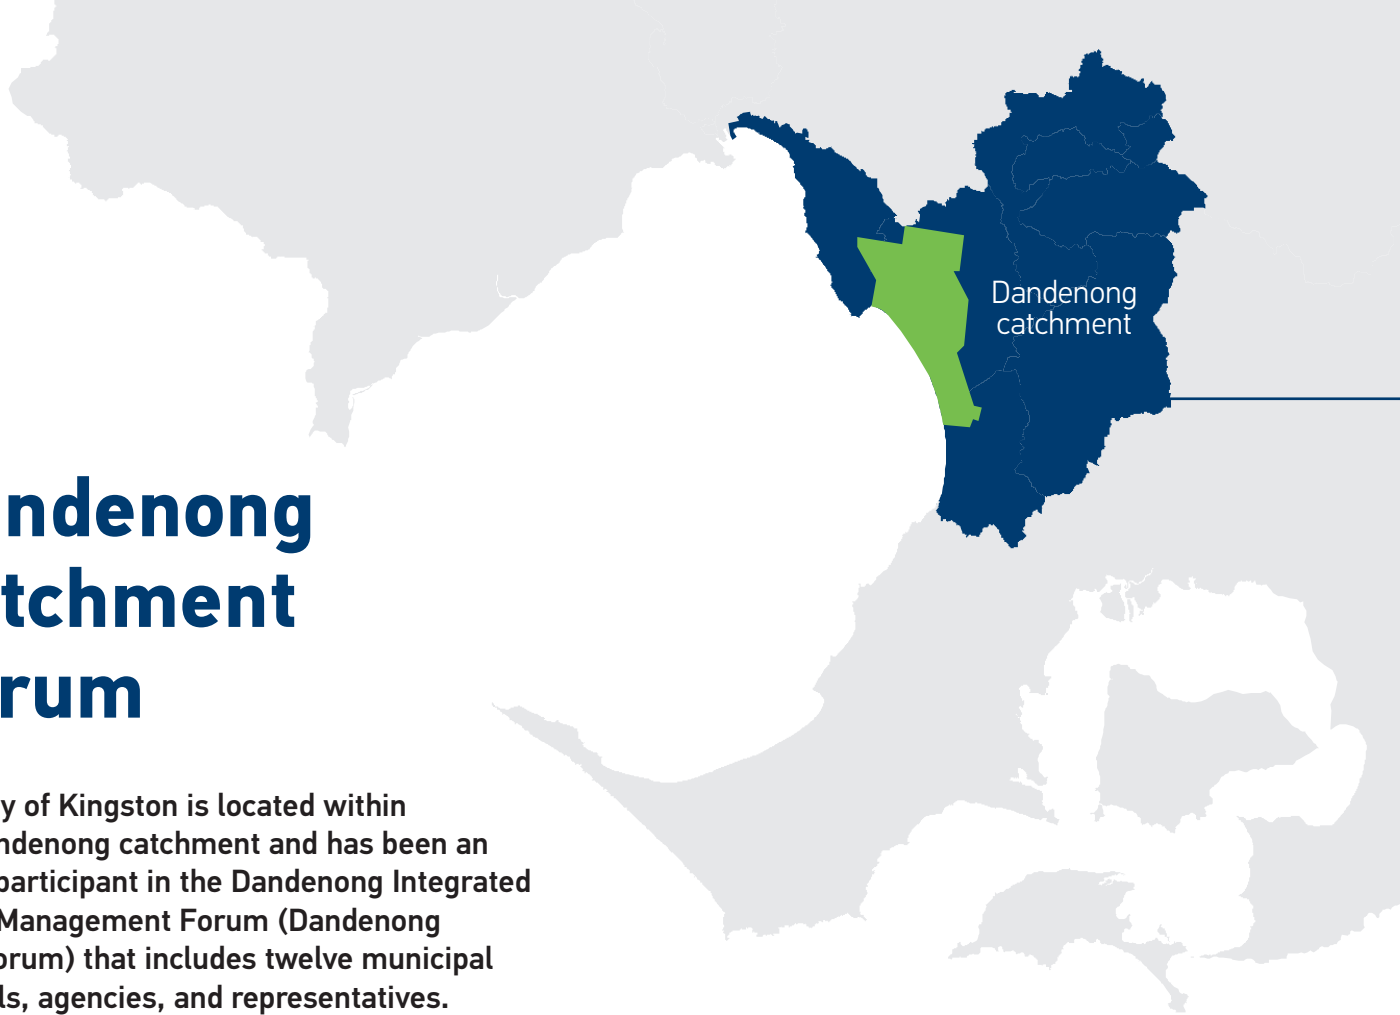 ndenong
tchment
rum
y of Kingston is located within
ndenong catchment and has been an
participant in the Dandenong Integrated
Management Forum (Dandenong
orum) that includes twelve municipal
ls, agencies, and representatives.
Dandenong
catchment